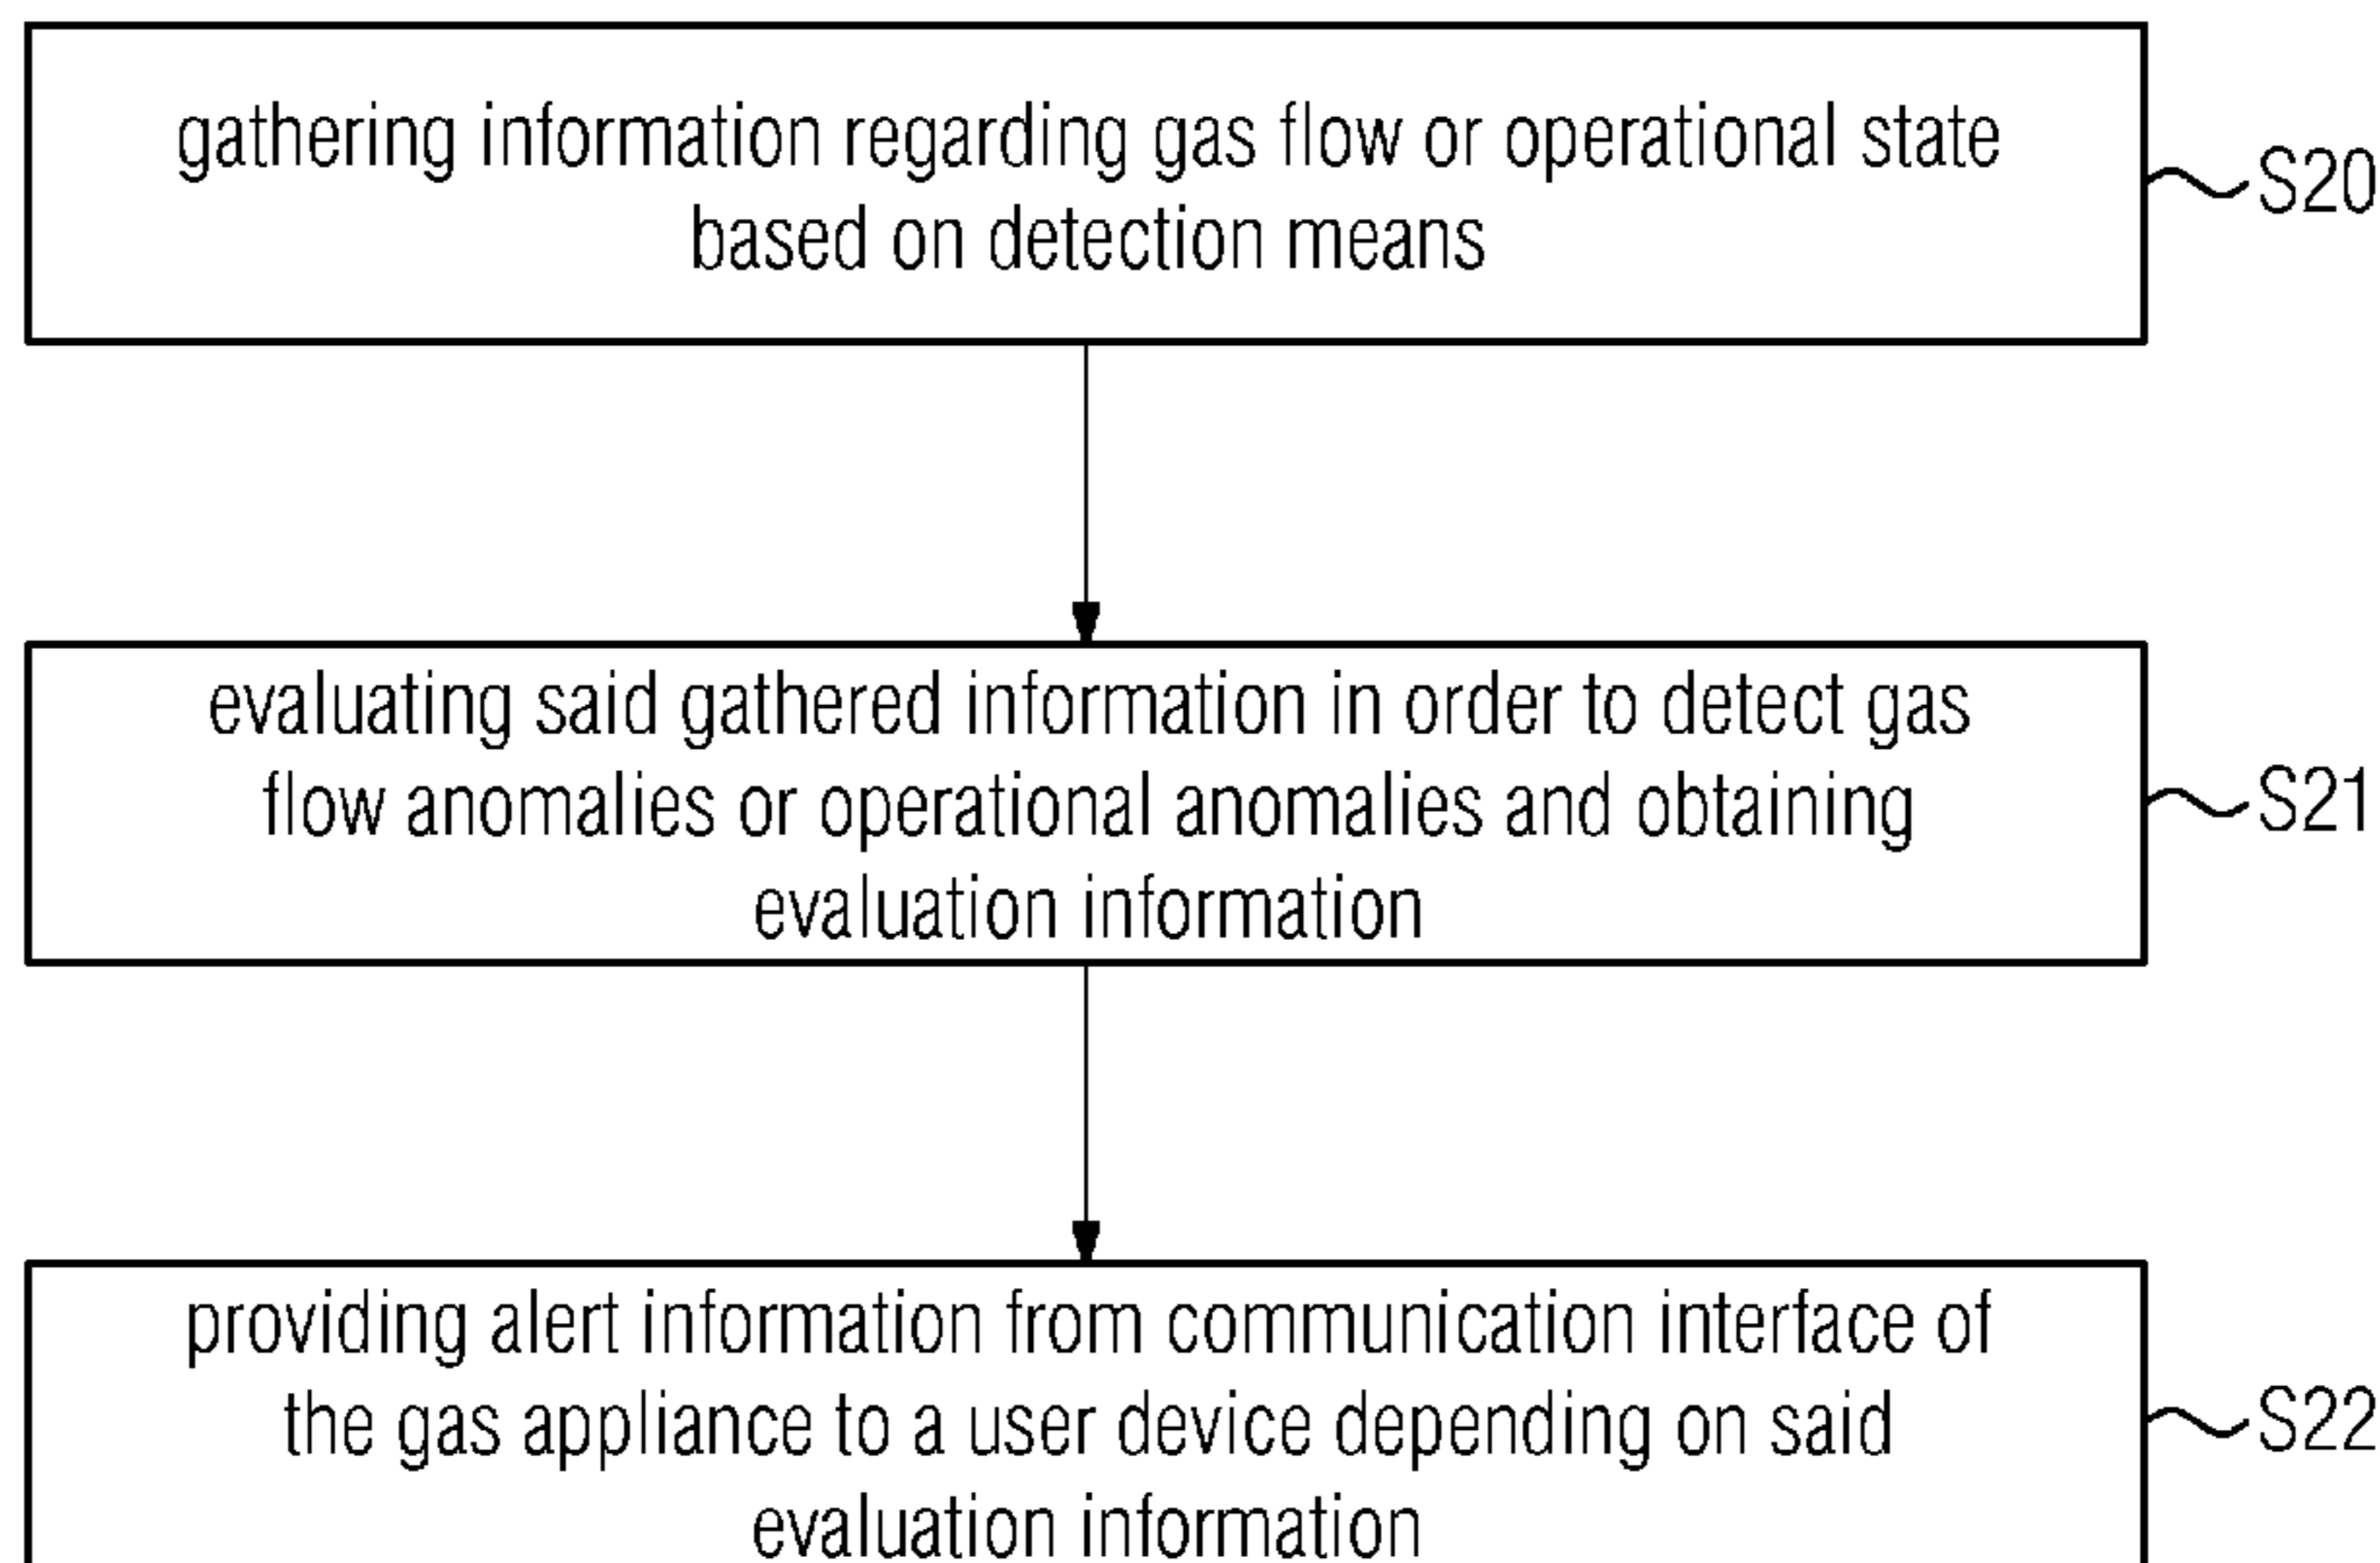 gathering information regarding gas flow or operational state
based on detection means
S20
evaluating said gathered information in order to detect gas
flow anomalies or operational anomalies and obtaining
evaluation information
S21
providing alert information from communication interface of
the gas appliance to a user device depending on said
evaluation information
S22